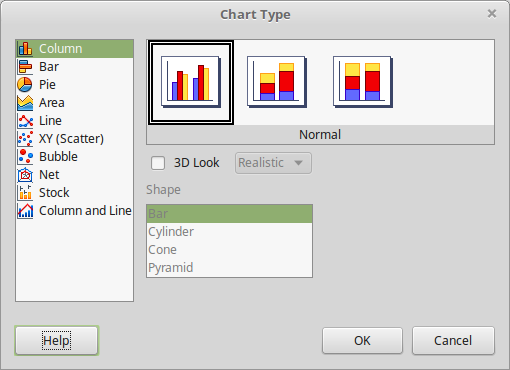 Chart Type
Column
Bar
Pie
Area
Line
XY (Scatter)
Bubble
Net
Stock
Column and Line
Normal
3D Look
Realistic
Shape
Bar
Cylinder
Cone
Pyramid
Help
OK
Cancel